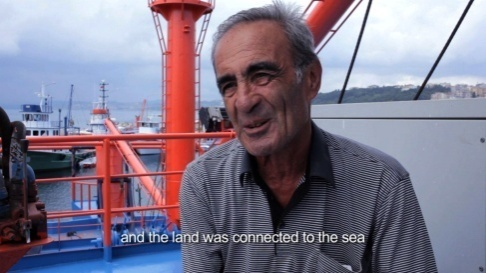 and the land was connected to the sea